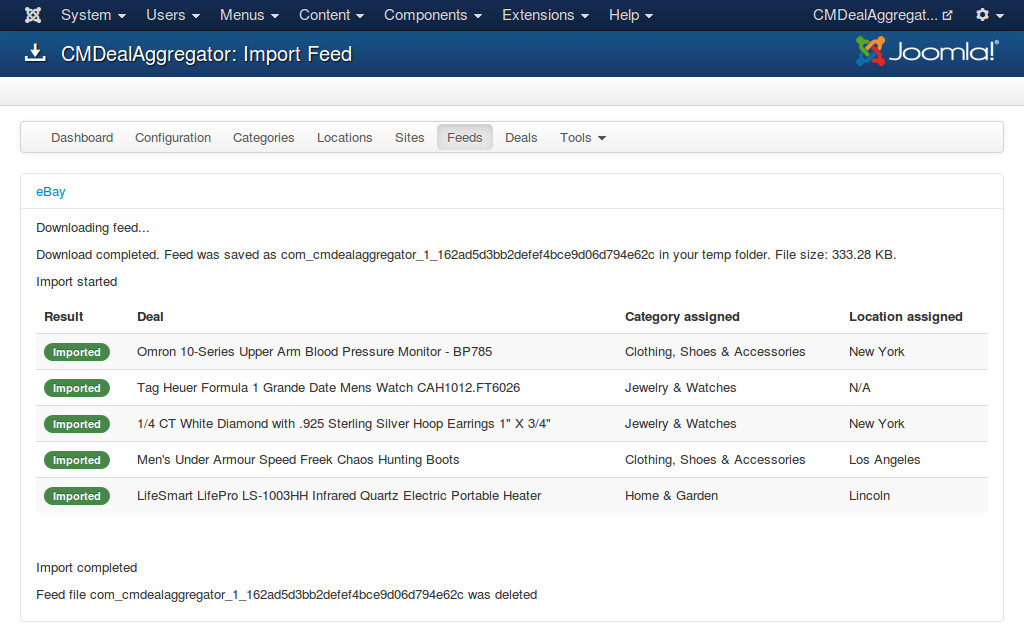 System Users Menus Content Components Extensions Help CMDealAggregat...
CMDealAggregator: Import Feed Joomla!®
Dashboard Configuration Categories Locations Sites Feeds Deals Tools
eBay
Downloading feed...
Download completed. Feed was saved as com_cmdealaggregator_1_162ad5d3bb2defef4bce9d06d794e62c in your temp folder. File size: 333.28 KB.
Import started
Result Deal Category assigned Location assigned
Imported Omron 10-Series Upper Arm Blood Pressure Monitor - BP785 Clothing, Shoes & Accessories New York
Imported Tag Heuer Formula 1 Grande Date Mens Watch CAH1012.FT6026 Jewelry & Watches N/A
Imported 1/4 CT White Diamond with .925 Sterling Silver Hoop Earrings 1" X 3/4" Jewelry & Watches New York
Imported Men's Under Armour Speed Freek Chaos Hunting Boots Clothing, Shoes & Accessories Los Angeles
Imported LifeSmart LifePro LS-1003HH Infrared Quartz Electric Portable Heater Home & Garden Lincoln
Import completed
Feed file com_cmdealaggregator_1_162ad5d3bb2defef4bce9d06d794e62c was deleted